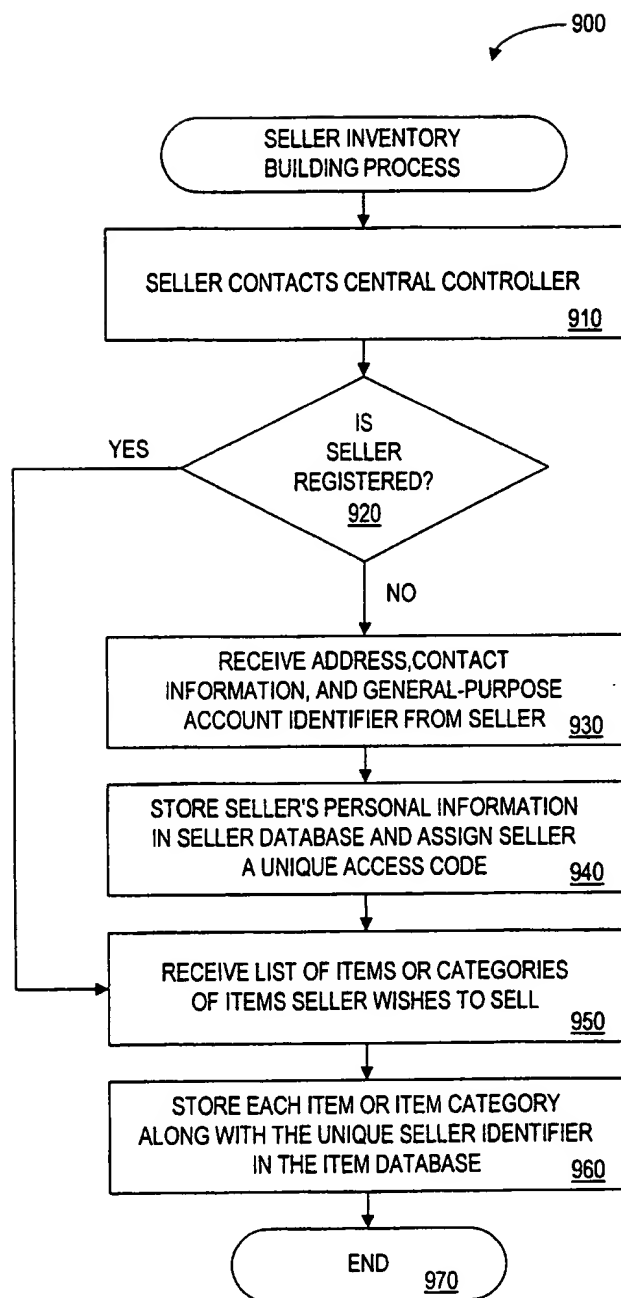 900
SELLER INVENTORY
BUILDING PROCESS
SELLER CONTACTS CENTRAL CONTROLLER
910
IS
SELLER
REGISTERED?
920
YES
NO
RECEIVE ADDRESS,CONTACT
INFORMATION, AND GENERAL-PURPOSE
ACCOUNT IDENTIFIER FROM SELLER
930
STORE SELLER'S PERSONAL INFORMATION
IN SELLER DATABASE AND ASSIGN SELLER
A UNIQUE ACCESS CODE
940
RECEIVE LIST OF ITEMS OR CATEGORIES
OF ITEMS SELLER WISHES TO SELL
950
STORE EACH ITEM OR ITEM CATEGORY
ALONG WITH THE UNIQUE SELLER IDENTIFIER
IN THE ITEM DATABASE
960
END
970